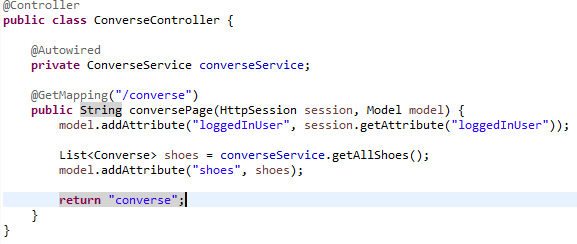 @Controller
public class ConverseController {
@Autowired
private ConverseService converseService;
@GetMapping("/converse")
public String conversePage(HttpSession session, Model model) {
model.addAttribute("loggedInUser", session.getAttribute("loggedInUser"));
List<Converse> shoes = converseService.getAllShoes();
model.addAttribute("shoes", shoes);
return "converse";
}
}